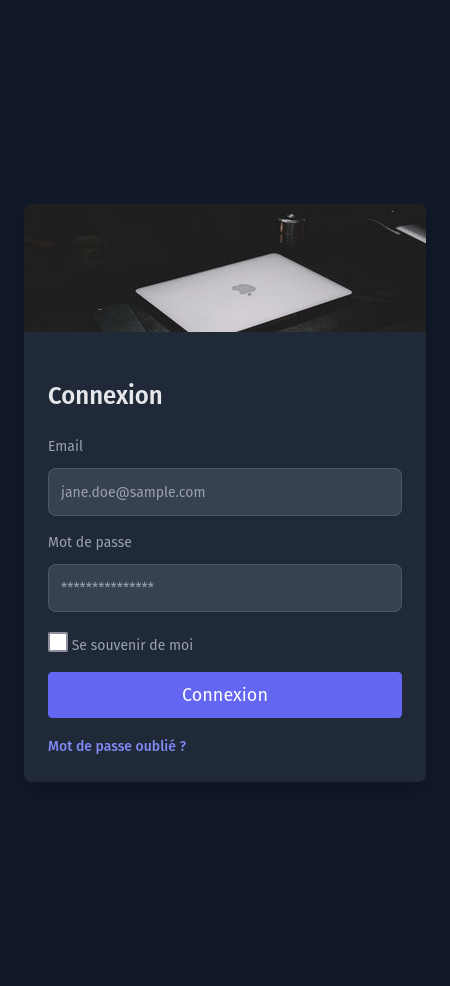 Connexion
Email
jane.doe@sample.com
Mot de passe
***************
Se souvenir de moi
Connexion
Mot de passe oublié ?